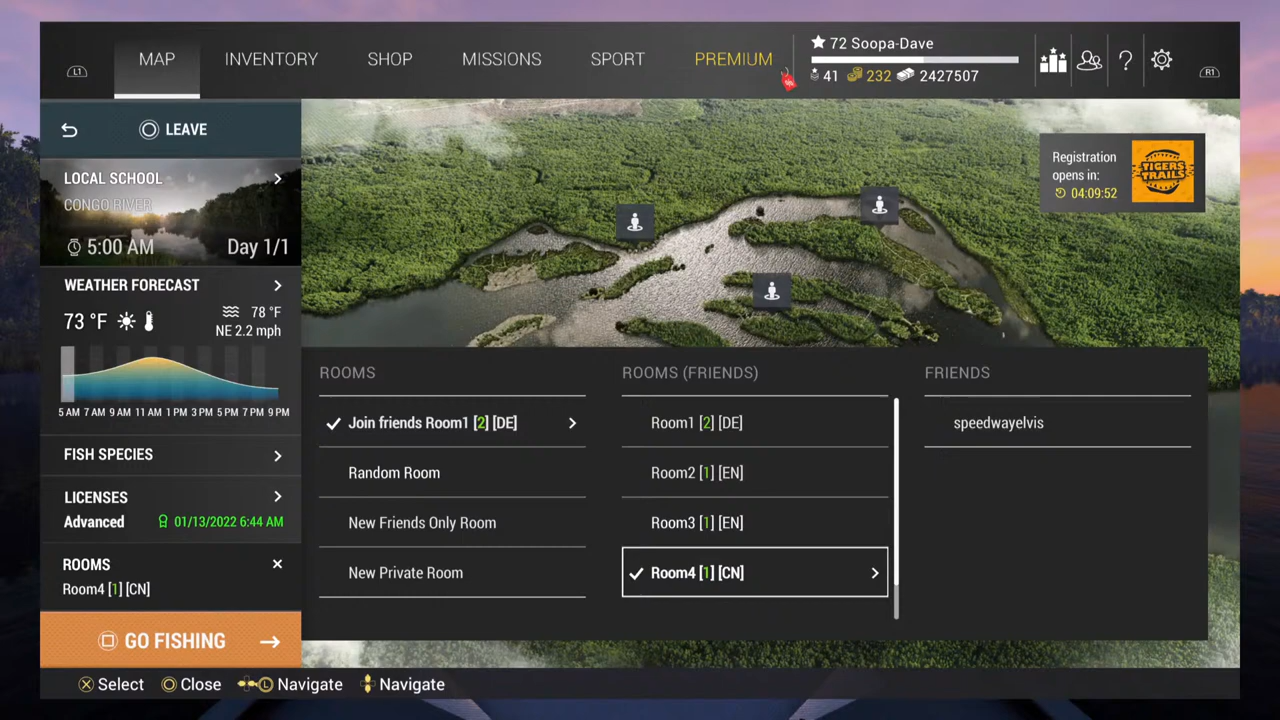 L1
MAP
INVENTORY
SHOP
MISSIONS
SPORT
PREMIUM
72 Soopa-Dave
41 232 2427507
?
R1
LEAVE
LOCAL SCHOOL
CONGO RIVER
5:00 AM Day 1/1
WEATHER FORECAST
73 °F 78 °F
NE 2.2 mph
5 AM 7 AM 9 AM 11 AM 1 PM 3 PM 5 PM 7 PM 9 PM
FISH SPECIES
LICENSES
Advanced 01/13/2022 6:44 AM
ROOMS
Room4 [1] [CN]
GO FISHING
Registration
opens in:
04:09:52
TIGERS
TRAILS
ROOMS
Join friends Room1 [2] [DE]
Random Room
New Friends Only Room
New Private Room
ROOMS (FRIENDS)
Room1 [2] [DE]
Room2 [1] [EN]
Room3 [1] [EN]
Room4 [1] [CN]
FRIENDS
speedwayelvis
Select Close L Navigate Navigate